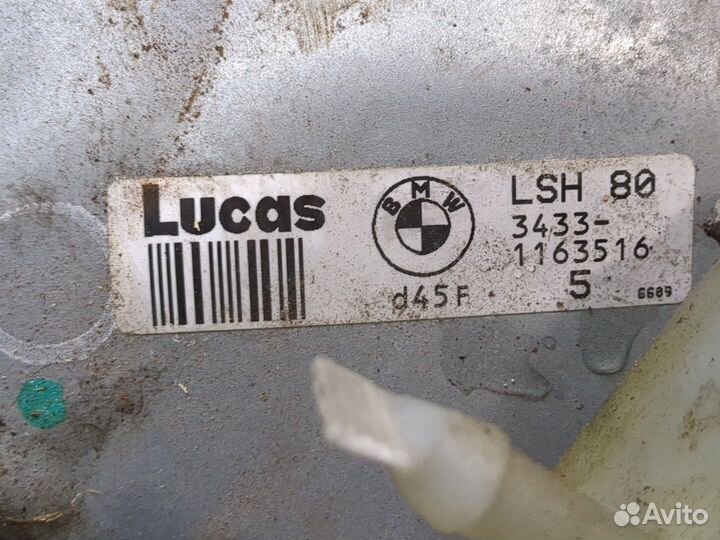 Lucas
BMW
d45F
LSH 80
3433-
1163516
5
6609
Avito